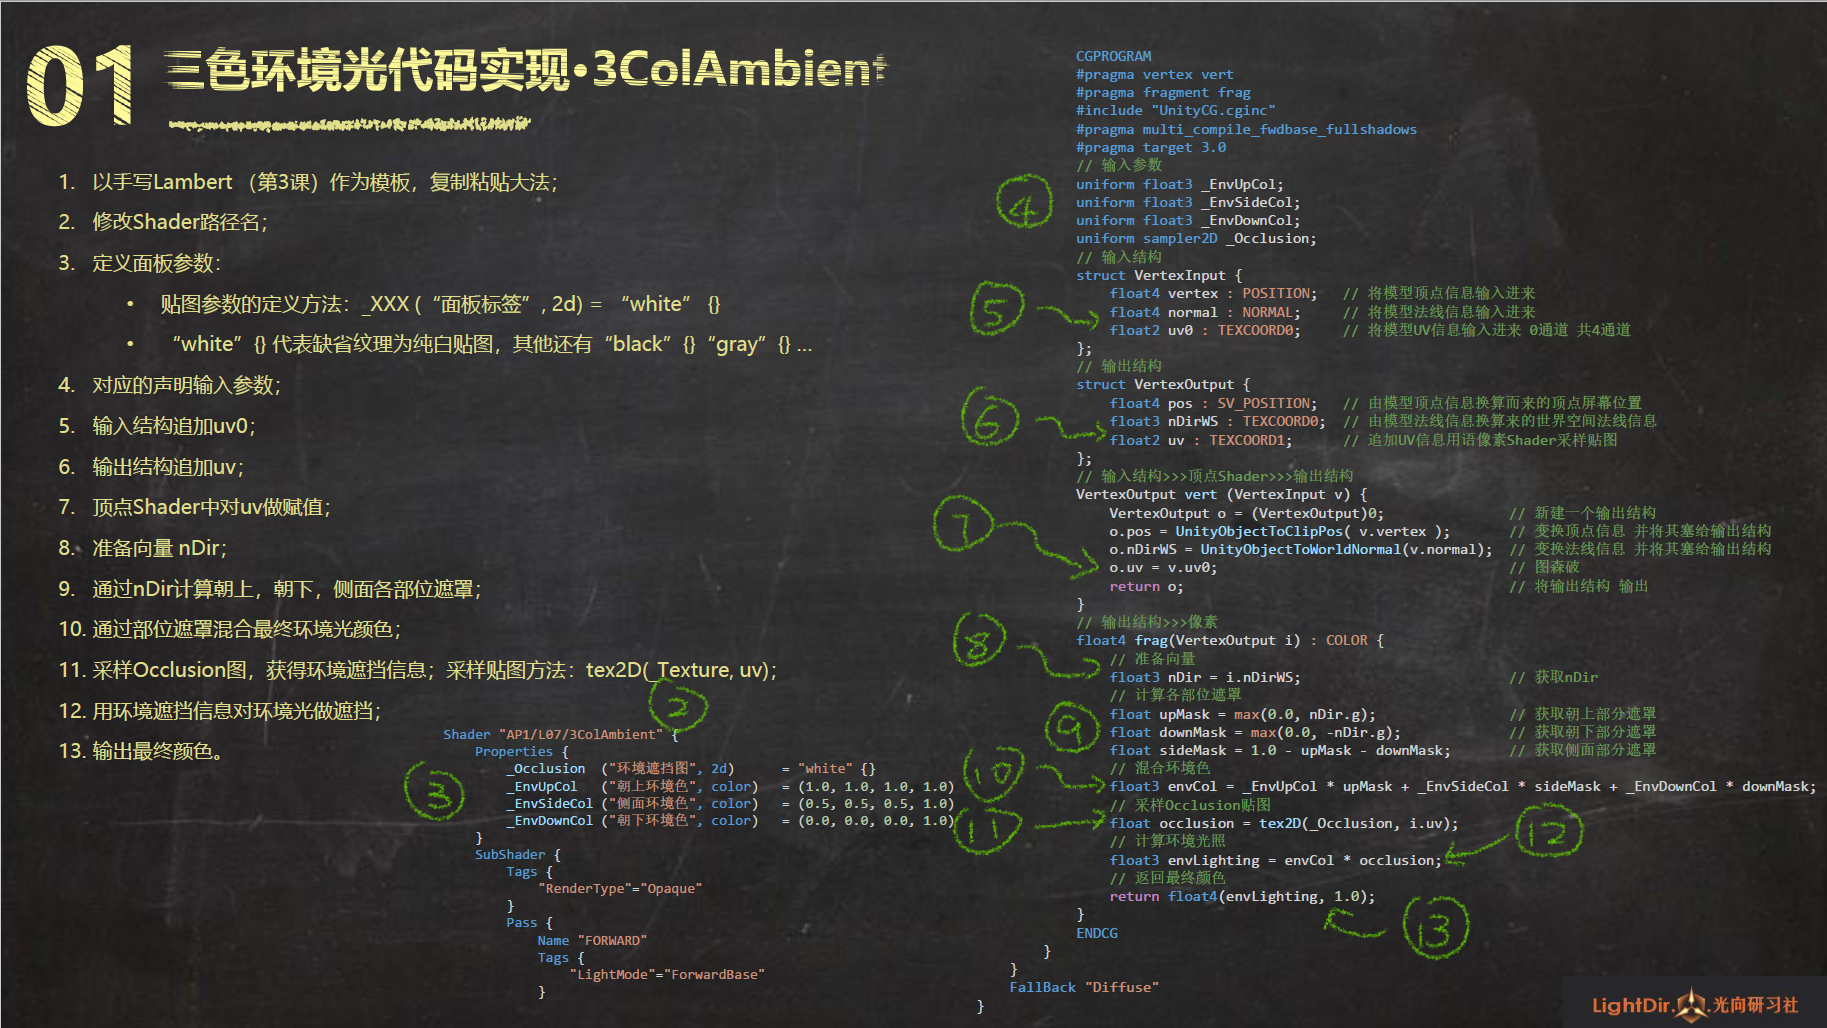 01 三色环境光代码实现•3ColAmbient
1. 以手写Lambert （第3课）作为模板，复制粘贴大法；
2. 修改Shader路径名；
3. 定义面板参数：
• 贴图参数的定义方法：_XXX (“面板标签”, 2d) = “white” {}
• “white” {} 代表缺省纹理为纯白贴图，其他还有“black” {}“gray” {} ...
4. 对应的声明输入参数；
5. 输入结构追加uv0；
6. 输出结构追加uv；
7. 顶点Shader中对uv做赋值；
8. 准备向量 nDir；
9. 通过nDir计算朝上，朝下，侧面各部位遮罩；
10. 通过部位遮罩混合最终环境光颜色；
11. 采样Occlusion图，获得环境遮挡信息；采样贴图方法：tex2D(_Texture, uv)；
12. 用环境遮挡信息对环境光做遮挡；
13. 输出最终颜色。
②
Shader "AP1/L07/3ColAmbient" {
Properties {
③
_Occlusion ("环境遮挡图", 2d) = "white" {}
_EnvUpCol ("朝上环境色", color) = (1.0, 1.0, 1.0, 1.0)
_EnvSideCol ("侧面环境色", color) = (0.5, 0.5, 0.5, 1.0)
_EnvDownCol ("朝下环境色", color) = (0.0, 0.0, 0.0, 1.0)
}
SubShader {
Tags {
"RenderType"="Opaque"
}
Pass {
Name "FORWARD"
Tags {
"LightMode"="ForwardBase"
}
CGPROGRAM
#pragma vertex vert
#pragma fragment frag
#include "UnityCG.cginc"
#pragma multi_compile_fwdbase_fullshadows
#pragma target 3.0
// 输入参数
④
uniform float3 _EnvUpCol;
uniform float3 _EnvSideCol;
uniform float3 _EnvDownCol;
uniform sampler2D _Occlusion;
// 输入结构
struct VertexInput {
⑤
float4 vertex : POSITION; // 将模型顶点信息输入进来
float4 normal : NORMAL; // 将模型法线信息输入进来
float2 uv0 : TEXCOORD0; // 将模型UV信息输入进来 0通道 共4通道
};
// 输出结构
struct VertexOutput {
⑥
float4 pos : SV_POSITION; // 由模型顶点信息换算而来的顶点屏幕位置
float3 nDirWS : TEXCOORD0; // 由模型法线信息换算来的世界空间法线信息
float2 uv : TEXCOORD1; // 追加UV信息用语像素Shader采样贴图
};
// 输入结构>>>顶点Shader>>>输出结构
VertexOutput vert (VertexInput v) {
⑦
VertexOutput o = (VertexOutput)0; // 新建一个输出结构
o.pos = UnityObjectToClipPos( v.vertex ); // 变换顶点信息 并将其塞给输出结构
o.nDirWS = UnityObjectToWorldNormal(v.normal); // 变换法线信息 并将其塞给输出结构
o.uv = v.uv0; // 图森破
return o; // 将输出结构 输出
}
// 输出结构>>>像素
float4 frag(VertexOutput i) : COLOR {
⑧
// 准备向量
float3 nDir = i.nDirWS; // 获取nDir
// 计算各部位遮罩
⑨
float upMask = max(0.0, nDir.g); // 获取朝上部分遮罩
float downMask = max(0.0, -nDir.g); // 获取朝下部分遮罩
float sideMask = 1.0 - upMask - downMask; // 获取侧面部分遮罩
⑩
// 混合环境色
float3 envCol = _EnvUpCol * upMask + _EnvSideCol * sideMask + _EnvDownCol * downMask;
⑪
// 采样Occlusion贴图
float occlusion = tex2D(_Occlusion, i.uv);
⑫
// 计算环境光照
float3 envLighting = envCol * occlusion;
// 返回最终颜色
return float4(envLighting, 1.0);
⑬
}
ENDCG
}
}
FallBack "Diffuse"
}
LightDir. 光向研习社